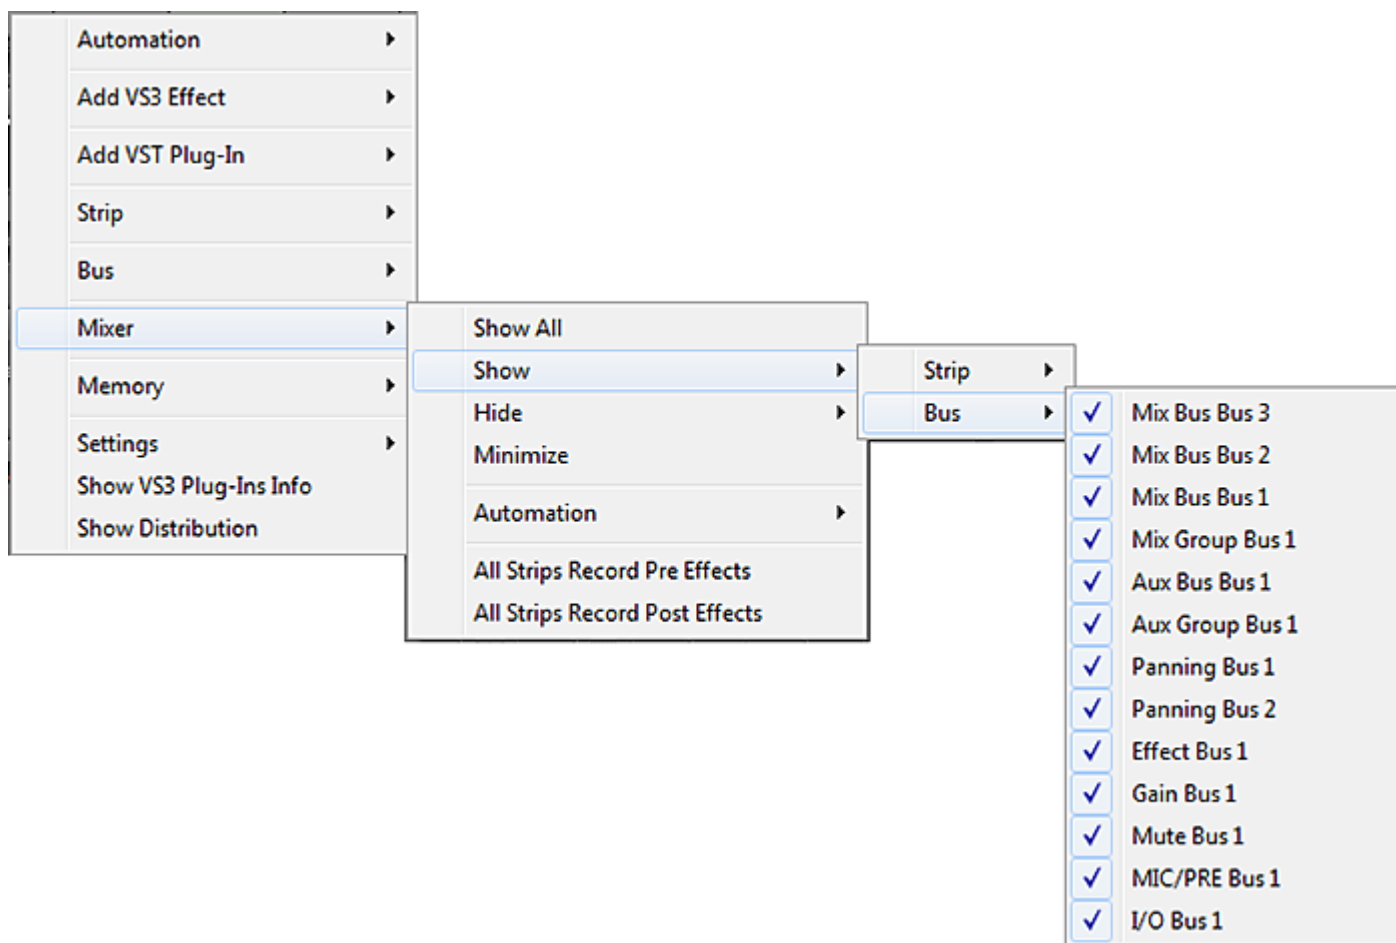 Automation
Add VS3 Effect
Add VST Plug-In
Strip
Bus
Mixer
Memory
Settings
Show VS3 Plug-Ins Info
Show Distribution
Show All
Show
Hide
Minimize
Automation
All Strips Record Pre Effects
All Strips Record Post Effects
Strip
Bus
Mix Bus Bus 3
Mix Bus Bus 2
Mix Bus Bus 1
Mix Group Bus 1
Aux Bus Bus 1
Aux Group Bus 1
Panning Bus 1
Panning Bus 2
Effect Bus 1
Gain Bus 1
Mute Bus 1
MIC/PRE Bus 1
I/O Bus 1